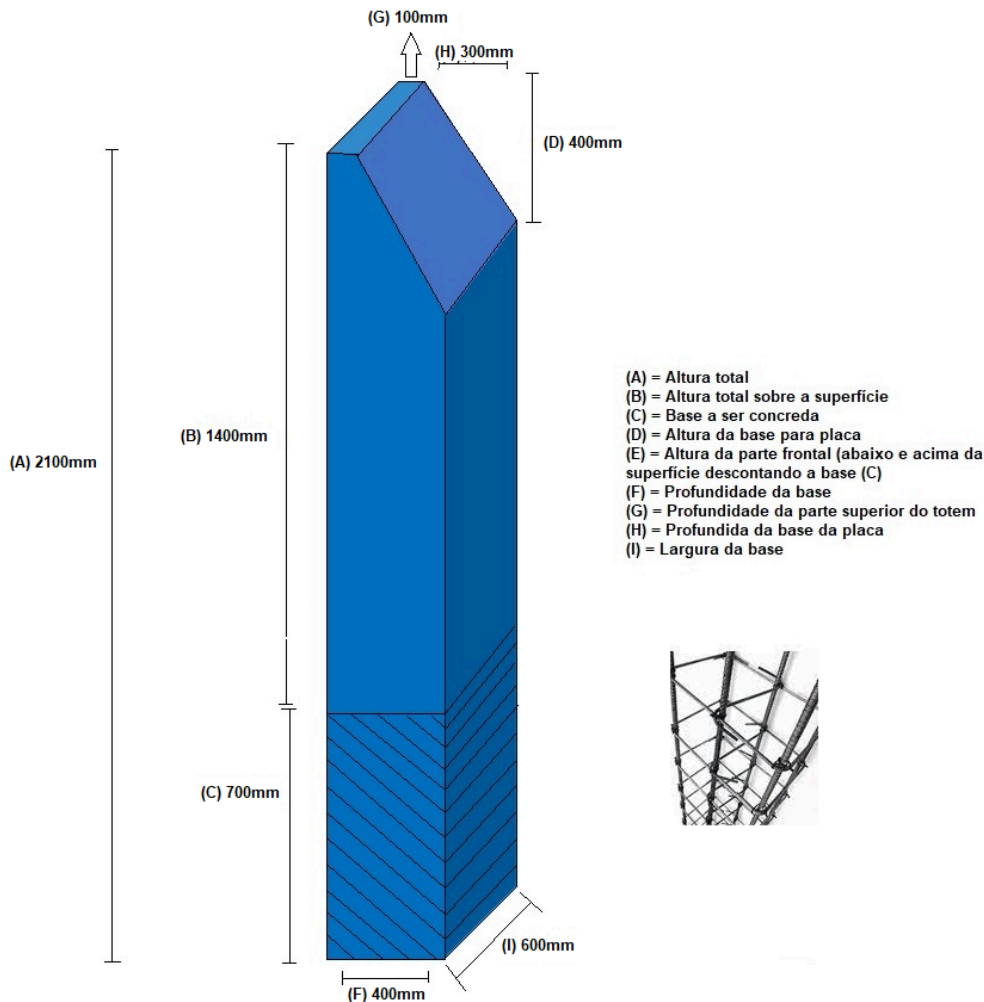 (G) 100mm
(H) 300mm
(D) 400mm
(B) 1400mm
(A) 2100mm
(A) = Altura total
(B) = Altura total sobre a superfície
(C) = Base a ser concreda
(D) = Altura da base para placa
(E) = Altura da parte frontal (abaixo e acima da
superfície descontando a base (C)
(F) = Profundidade da base
(G) = Profundidade da parte superior do totem
(H) = Profundida da base da placa
(I) = Largura da base
(C) 700mm
(I) 600mm
(F) 400mm